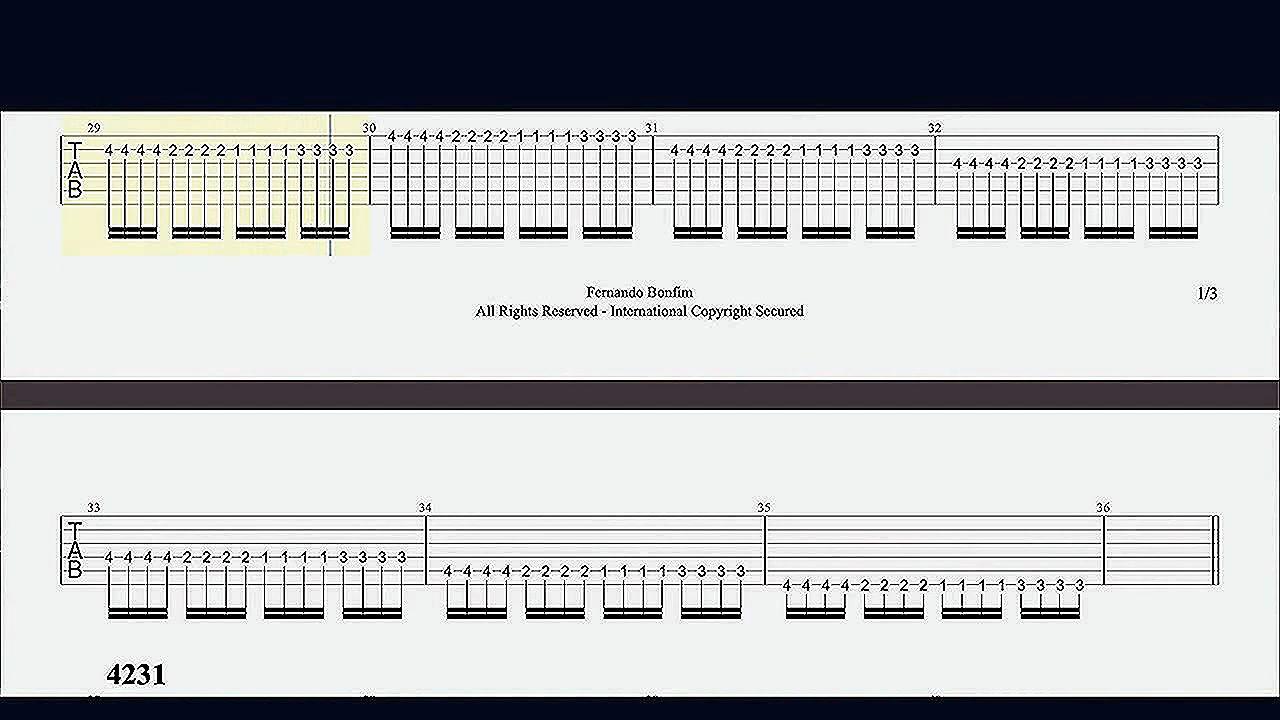 29 30 31 32
4-4-4-4-2-2-2-2-1-1-1-1-3-3-3-3
4-4-4-4-2-2-2-2-1-1-1-1-3-3-3-3
4-4-4-4-2-2-2-2-1-1-1-1-3-3-3-3
4-4-4-4-2-2-2-2-1-1-1-1-3-3-3-3
TAB
Fernando Bonfim
1/3
All Rights Reserved - International Copyright Secured
33 34 35 36
TAB
4-4-4-4-2-2-2-2-1-1-1-1-3-3-3-3
4-4-4-4-2-2-2-2-1-1-1-1-3-3-3-3
4-4-4-4-2-2-2-2-1-1-1-1-3-3-3-3
4231